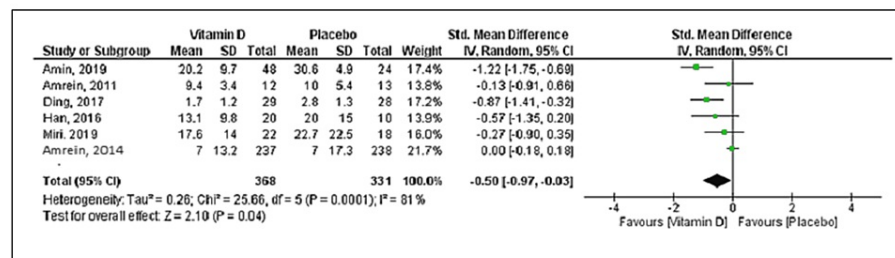 Vitamin D Placebo Std. Mean Difference Std. Mean Difference
Study or Subgroup Mean SD Total Mean SD Total Weight IV, Random, 95% CI IV, Random, 95% CI
Amin, 2019 20.2 9.7 48 30.6 4.9 24 17.4% -1.22 [-1.75, -0.69]
Amrein, 2011 9.4 3.4 12 10 5.4 13 13.8% -0.13 [-0.91, 0.66]
Ding, 2017 1.7 1.2 29 2.8 1.3 28 17.2% -0.87 [-1.41, -0.32]
Han, 2016 13.1 9.8 20 20 15 10 13.9% -0.57 [-1.35, 0.20]
Miri, 2019 17.6 14 22 22.7 22.5 18 16.0% -0.27 [-0.90, 0.35]
Amrein, 2014 7 13.2 237 7 17.3 238 21.7% 0.00 [-0.18, 0.18]
Total (95% CI) 368 331 100.0% -0.50 [-0.97, -0.03]
Heterogeneity: Tau² = 0.26; Chi² = 25.66, df = 5 (P = 0.0001); I² = 81%
Test for overall effect: Z = 2.10 (P = 0.04)
-4 -2 0 2 4
Favours [Vitamin D] Favours [Placebo]